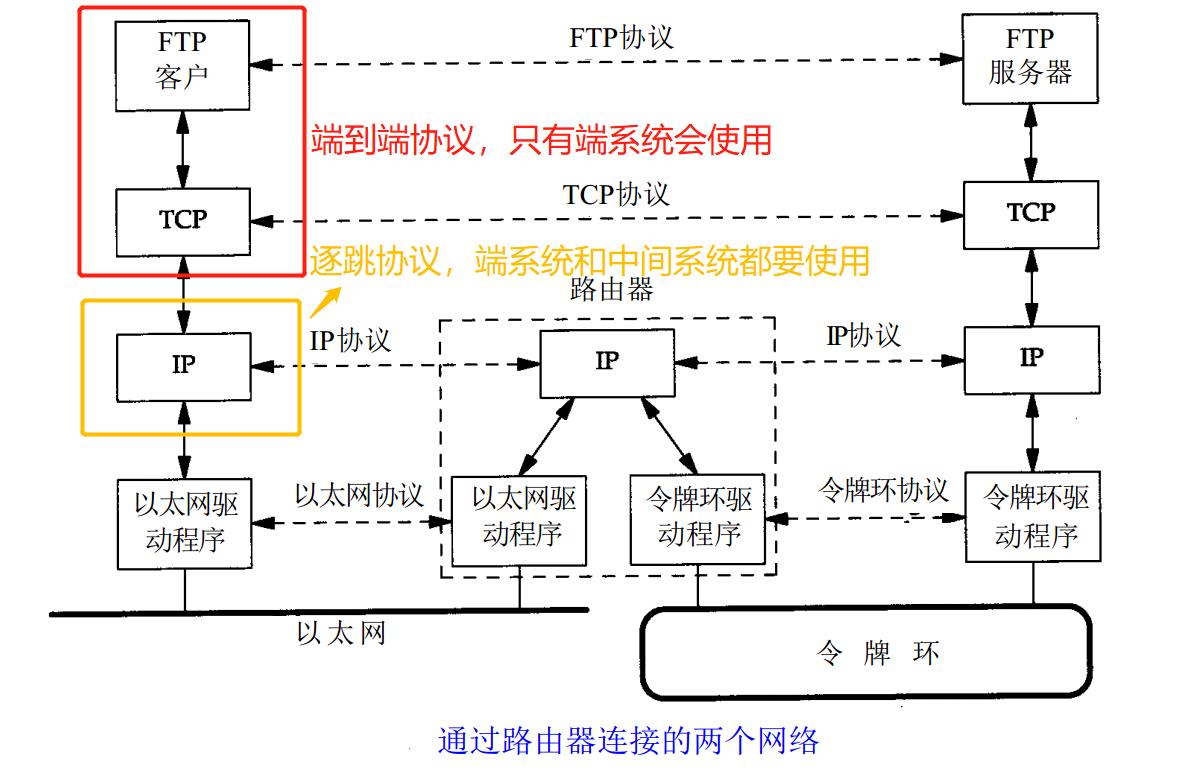 FTP
客户
FTP协议
FTP
服务器
端到端协议，只有端系统会使用
TCP
TCP协议
TCP
逐跳协议，端系统和中间系统都要使用
路由器
IP
IP协议
IP
IP协议
IP
以太网驱
动程序
以太网协议
以太网驱
动程序
令牌环驱
动程序
令牌环协议
令牌环驱
动程序
以太网
令牌环
通过路由器连接的两个网络